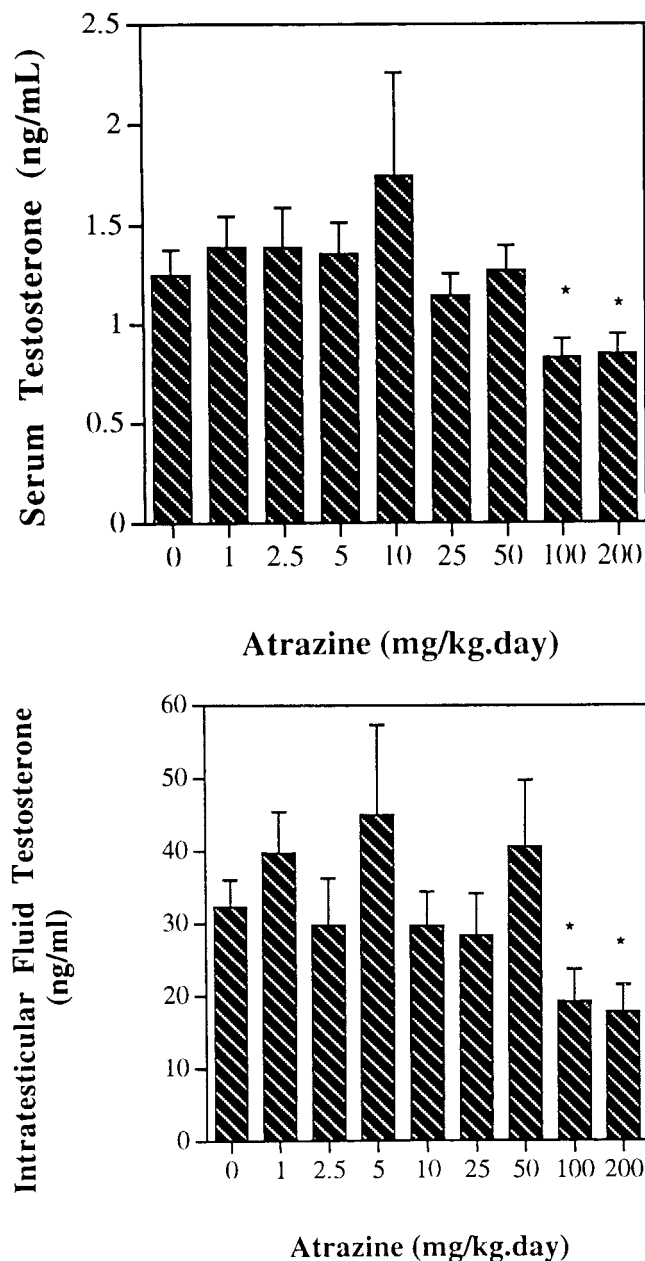 2.5
2
1.5
1
0.5
0
Serum Testosterone (ng/mL)
* *
0 1 2.5 5 10 25 50 100 200
Atrazine (mg/kg.day)
60
50
40
30
20
10
0
Intratesticular Fluid Testosterone
(ng/ml)
* *
0 1 2.5 5 10 25 50 100 200
Atrazine (mg/kg.day)